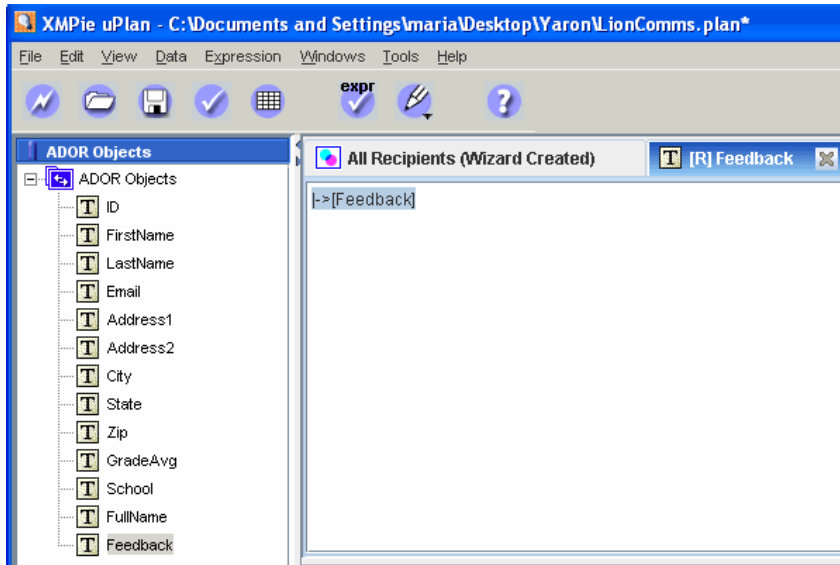 XMPie uPlan - C:\Documents and Settings\maria\Desktop\Yaron\LionComms.plan*
File Edit View Data Expression Windows Tools Help
expr
?
ADOR Objects
All Recipients (Wizard Created)
T [R] Feedback
ADOR Objects
T ID
T FirstName
T LastName
T Email
T Address1
T Address2
T City
T State
T Zip
T GradeAvg
T School
T FullName
T Feedback
|->[Feedback]